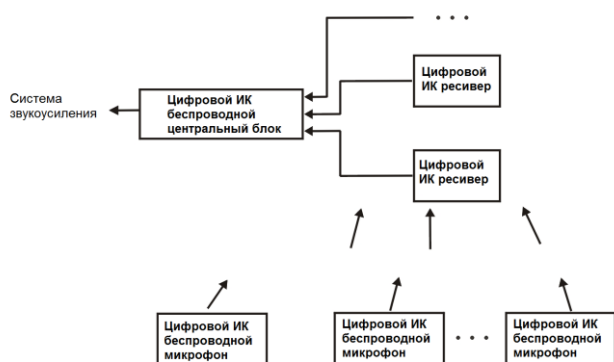 • • •
Цифровой
ИК ресивер
Система
звукоусиления
Цифровой ИК
беспроводной
центральный блок
Цифровой
ИК ресивер
Цифровой ИК
беспроводной
микрофон
Цифровой ИК
беспроводной
микрофон
• • •
Цифровой ИК
беспроводной
микрофон